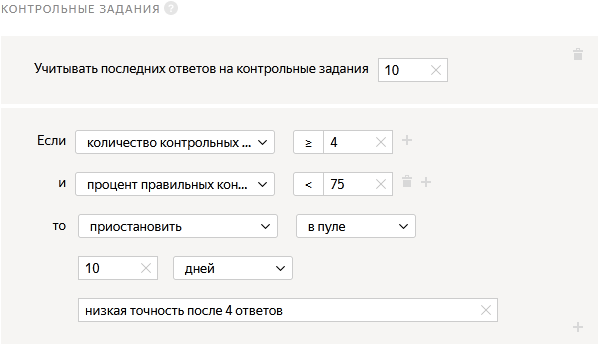 КОНТРОЛЬНЫЕ ЗАДАНИЯ ?
Учитывать последних ответов на контрольные задания 10
Если количество контрольных ... ≥ 4
и процент правильных кон... < 75
то приостановить в пуле
10 дней
низкая точность после 4 ответов